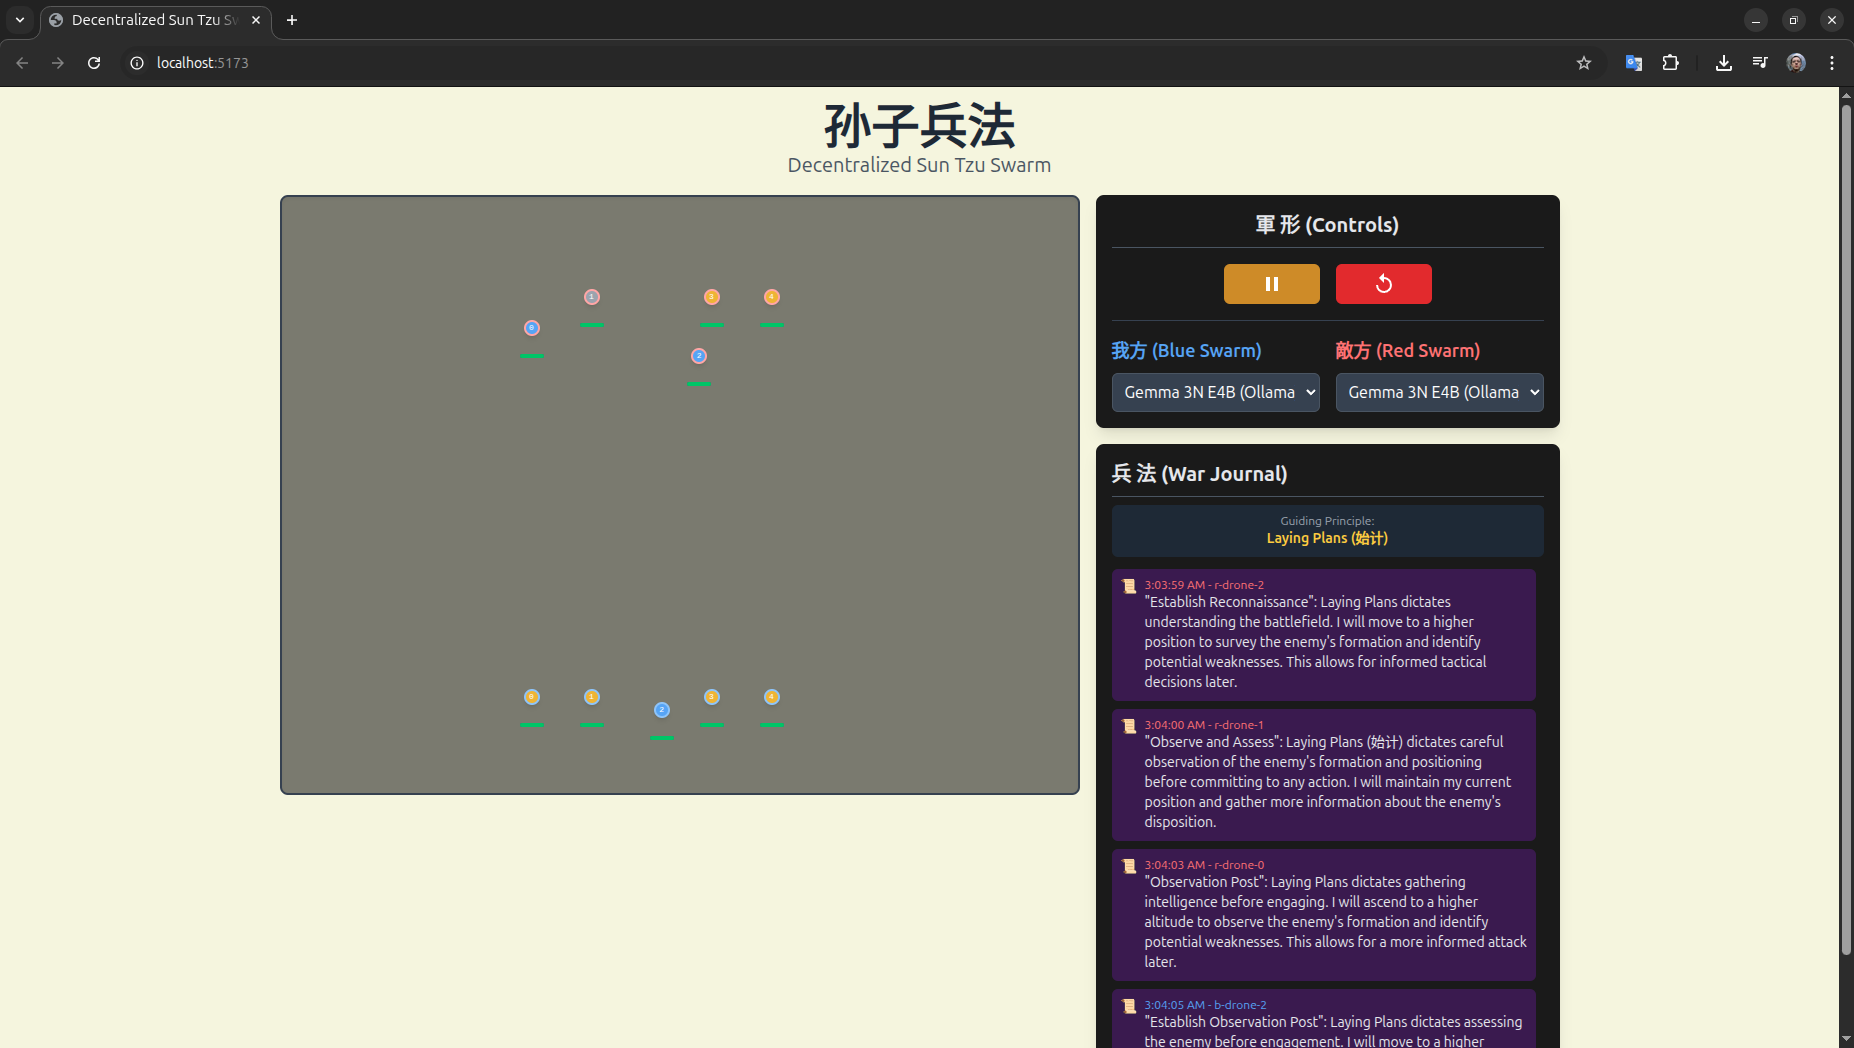 Decentralized Sun Tzu Sw
localhost:5173
孙子兵法
Decentralized Sun Tzu Swarm
1
3
4
0
2
0
1
2
3
4
軍 形 (Controls)
我方 (Blue Swarm)
敵方 (Red Swarm)
Gemma 3N E4B (Ollama
Gemma 3N E4B (Ollama
兵 法 (War Journal)
Guiding Principle:
Laying Plans (始计)
3:03:59 AM - r-drone-2
"Establish Reconnaissance": Laying Plans dictates
understanding the battlefield. I will move to a higher
position to survey the enemy's formation and identify
potential weaknesses. This allows for informed tactical
decisions later.
3:04:00 AM - r-drone-1
"Observe and Assess": Laying Plans (始计) dictates careful
observation of the enemy's formation and positioning
before committing to any action. I will maintain my current
position and gather more information about the enemy's
disposition.
3:04:03 AM - r-drone-0
"Observation Post": Laying Plans dictates gathering
intelligence before engaging. I will ascend to a higher
altitude to observe the enemy's formation and identify
potential weaknesses. This allows for a more informed attack
later.
3:04:05 AM - b-drone-2
"Establish Observation Post": Laying Plans dictates assessing
the enemy before engagement. I will move to a higher